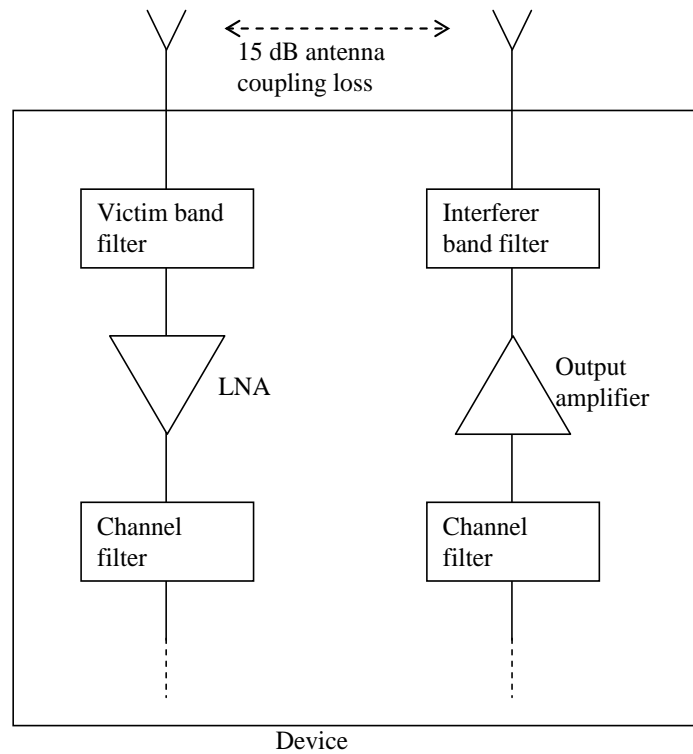 15 dB antenna
coupling loss
Victim band
filter
Interferer
band filter
LNA
Output
amplifier
Channel
filter
Channel
filter
Device